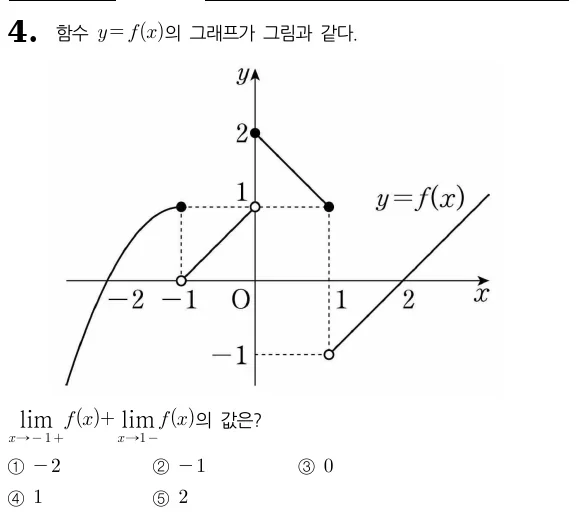 4. 함수 y=f(x)의 그래프가 그림과 같다.
y
2
1
y=f(x)
-2 -1 O 1 2 x
-1
lim f(x)+ lim f(x)의 값은?
x→-1+ x→1-
① -2 ② -1 ③ 0
④ 1 ⑤ 2